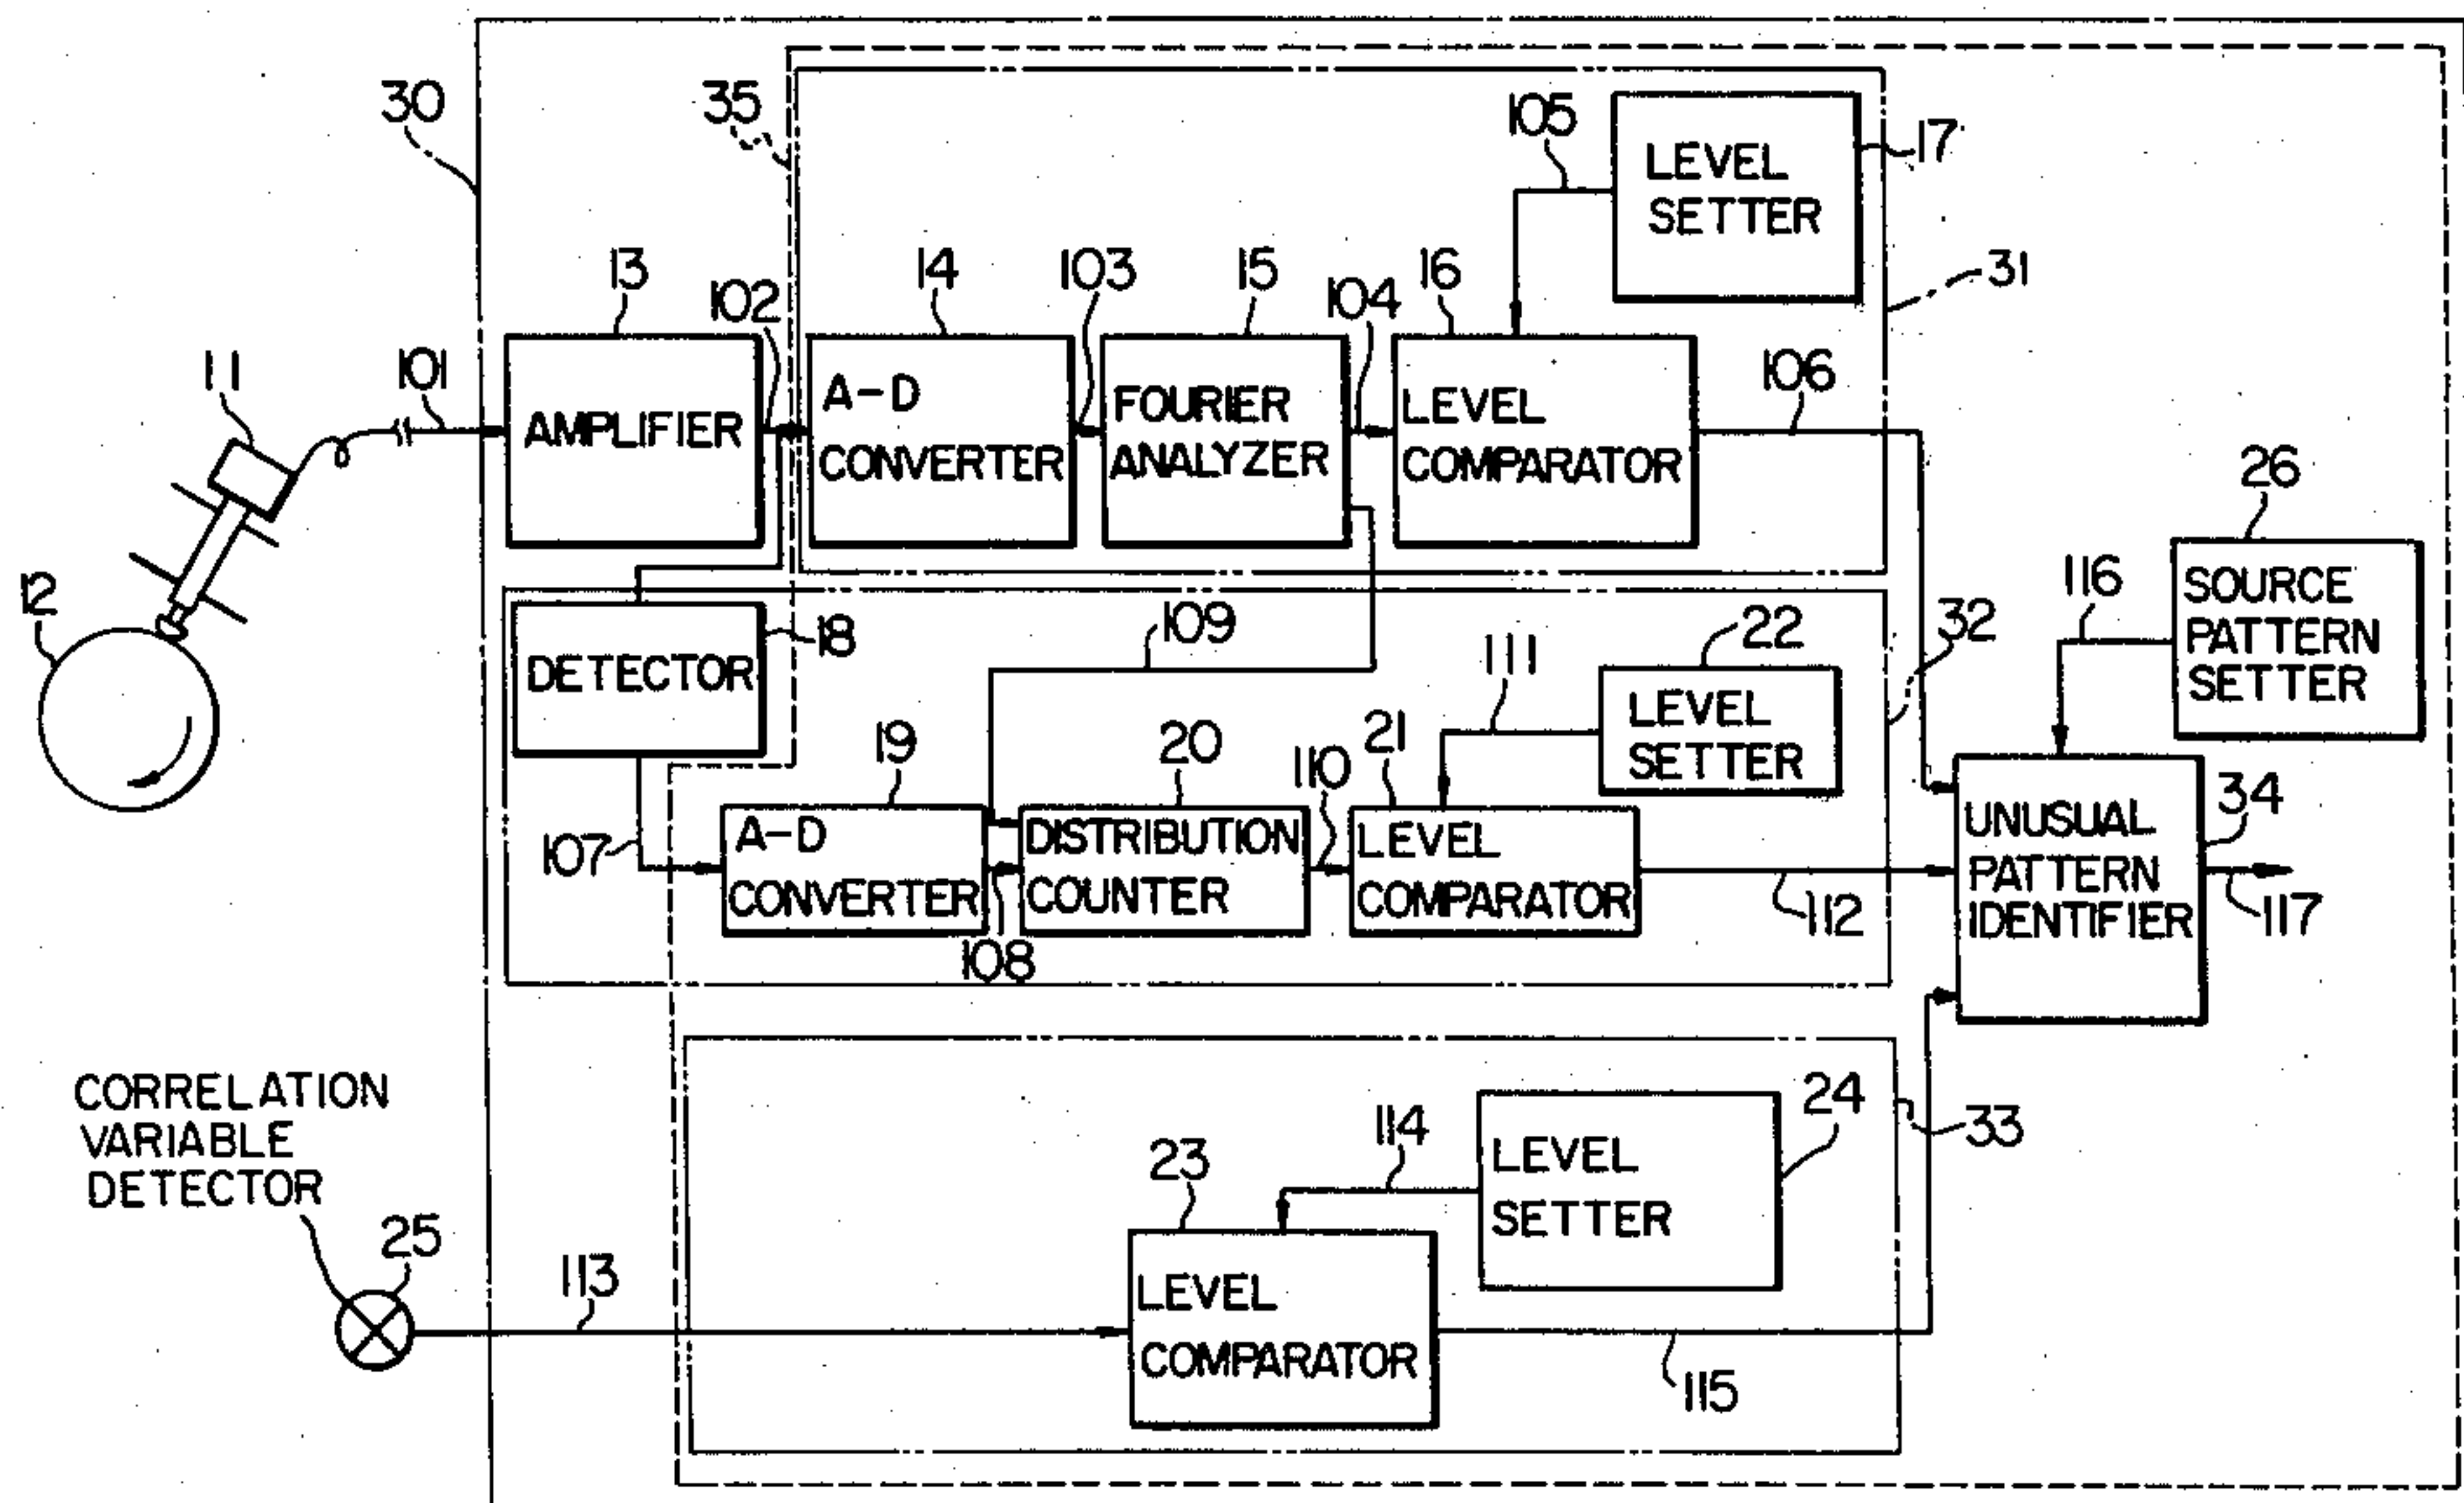 30
35
105
17
LEVEL
SETTER
13
102
14
103
15
104
16
31
11
101
AMPLIFIER
A-D
CONVERTER
FOURIER
ANALYZER
LEVEL
COMPARATOR
106
26
12
18
109
22
32
116
SOURCE
PATTERN
SETTER
DETECTOR
111
LEVEL
SETTER
19
20
110
21
34
107
A-D
CONVERTER
108
DISTRIBUTION
COUNTER
LEVEL
COMPARATOR
112
UNUSUAL
PATTERN
IDENTIFIER
117
CORRELATION
VARIABLE
DETECTOR
25
113
23
114
24
LEVEL
SETTER
33
LEVEL
COMPARATOR
115